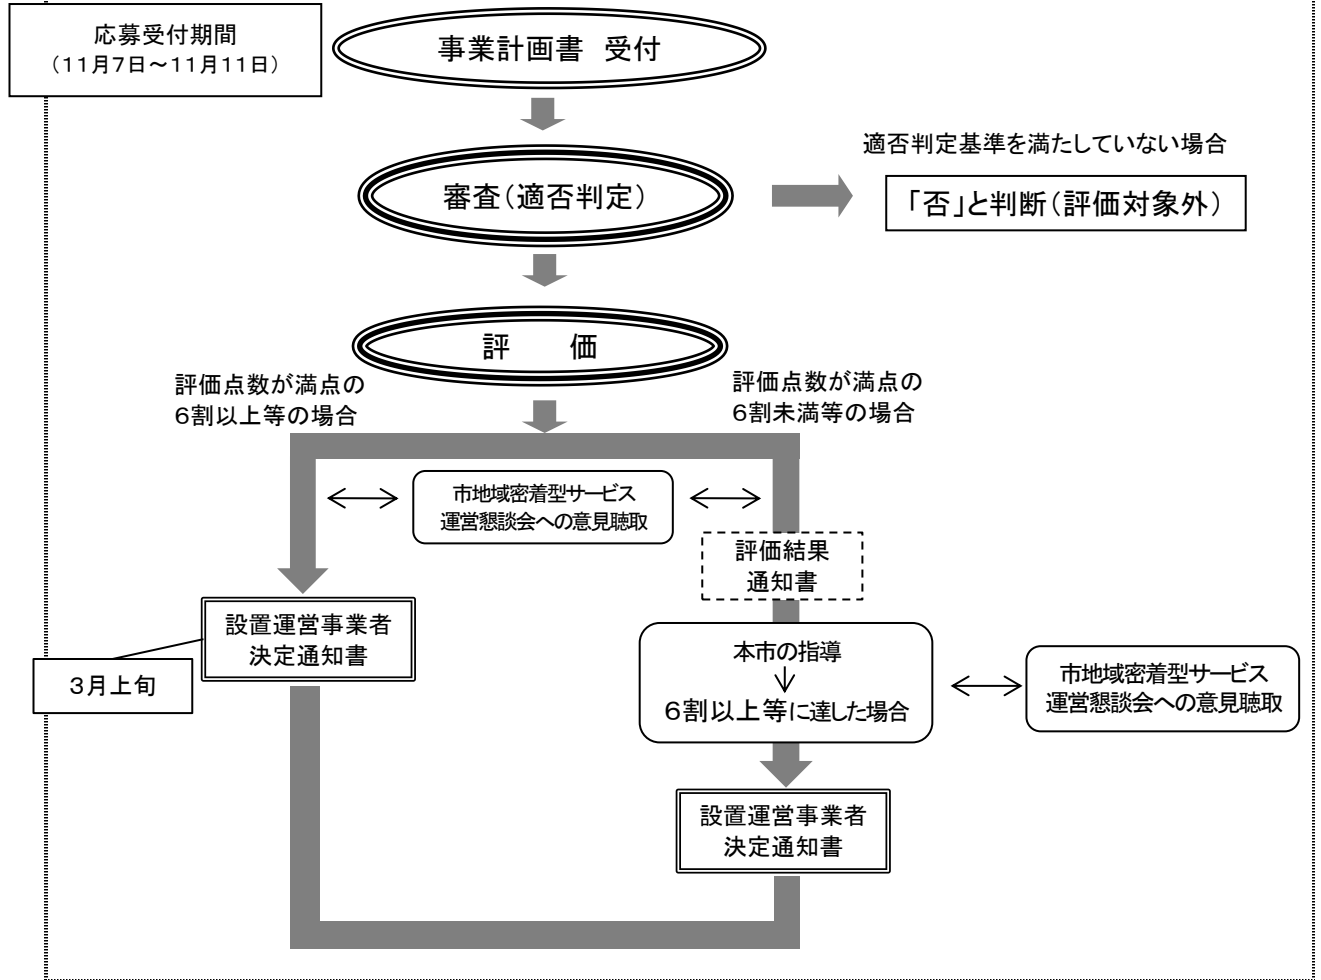 応募受付期間
（１１月７日～１１月１１日）
事業計画書　受付
審査（適否判定）
適否判定基準を満たしていない場合
「否」と判断（評価対象外）
評　　価
評価点数が満点の
６割以上等の場合
評価点数が満点の
６割未満等の場合
市地域密着型サービス
運営懇談会への意見聴取
評価結果
通知書
設置運営事業者
決定通知書
３月上旬
本市の指導
６割以上等に達した場合
市地域密着型サービス
運営懇談会への意見聴取
設置運営事業者
決定通知書